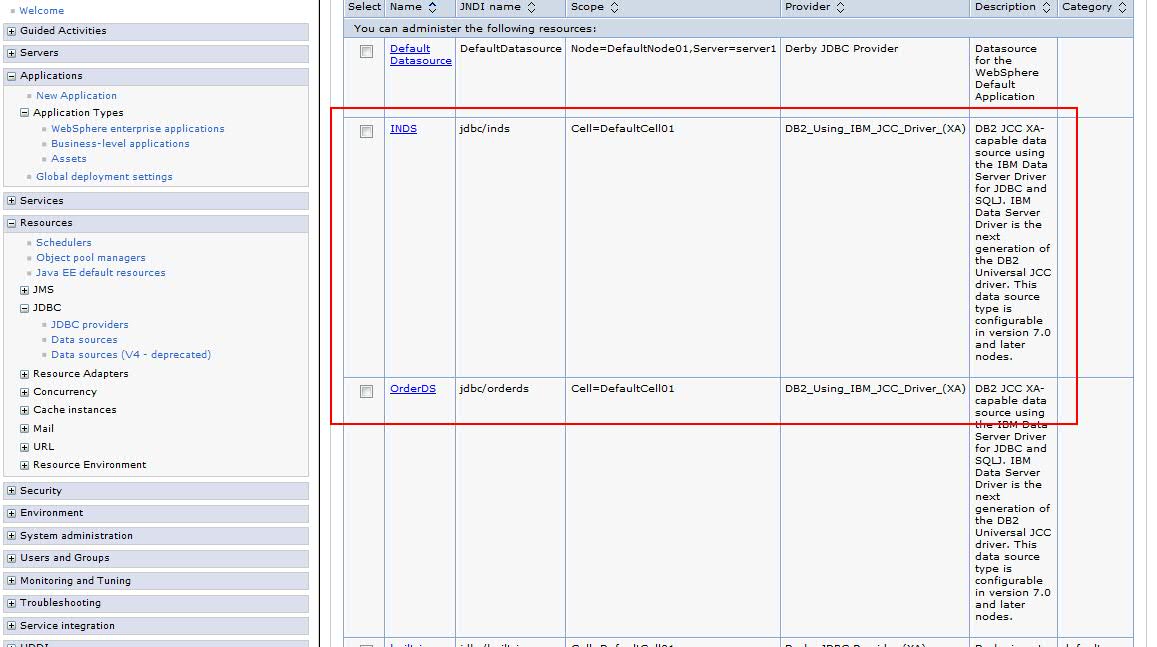 Welcome
Guided Activities
Servers
Applications
New Application
Application Types
WebSphere enterprise applications
Business-level applications
Assets
Global deployment settings
Services
Resources
Schedulers
Object pool managers
Java EE default resources
JMS
JDBC
JDBC providers
Data sources
Data sources (V4 - deprecated)
Resource Adapters
Concurrency
Cache instances
Mail
URL
Resource Environment
Security
Environment
System administration
Users and Groups
Monitoring and Tuning
Troubleshooting
Service integration
UDDI
Select Name JNDI name Scope Provider Description Category
You can administer the following resources:
Default DefaultDatasource Node=DefaultNode01,Server=server1 Derby JDBC Provider Datasource
Datasource for the
WebSphere
Default
Application
INDS jdbc/inds Cell=DefaultCell01 DB2_Using_IBM_JCC_Driver_(XA) DB2 JCC XA-
capable data
source using
the IBM Data
Server Driver
for JDBC and
SQLJ. IBM
Data Server
Driver is the
next
generation of
the DB2
Universal JCC
driver. This
data source
type is
configurable
in version 7.0
and later
nodes.
OrderDS jdbc/orderds Cell=DefaultCell01 DB2_Using_IBM_JCC_Driver_(XA) DB2 JCC XA-
capable data
source using
the IBM Data
Server Driver
for JDBC and
SQLJ. IBM
Data Server
Driver is the
next
generation of
the DB2
Universal JCC
driver. This
data source
type is
configurable
in version 7.0
and later
nodes.